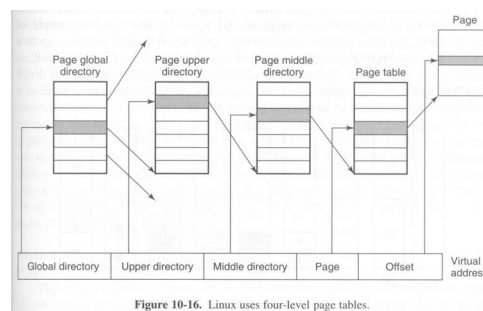 Page
Page global
directory
Page upper
directory
Page middle
directory
Page table
Global directory
Upper directory
Middle directory
Page
Offset
Virtual
address
Figure 10-16. Linux uses four-level page tables.